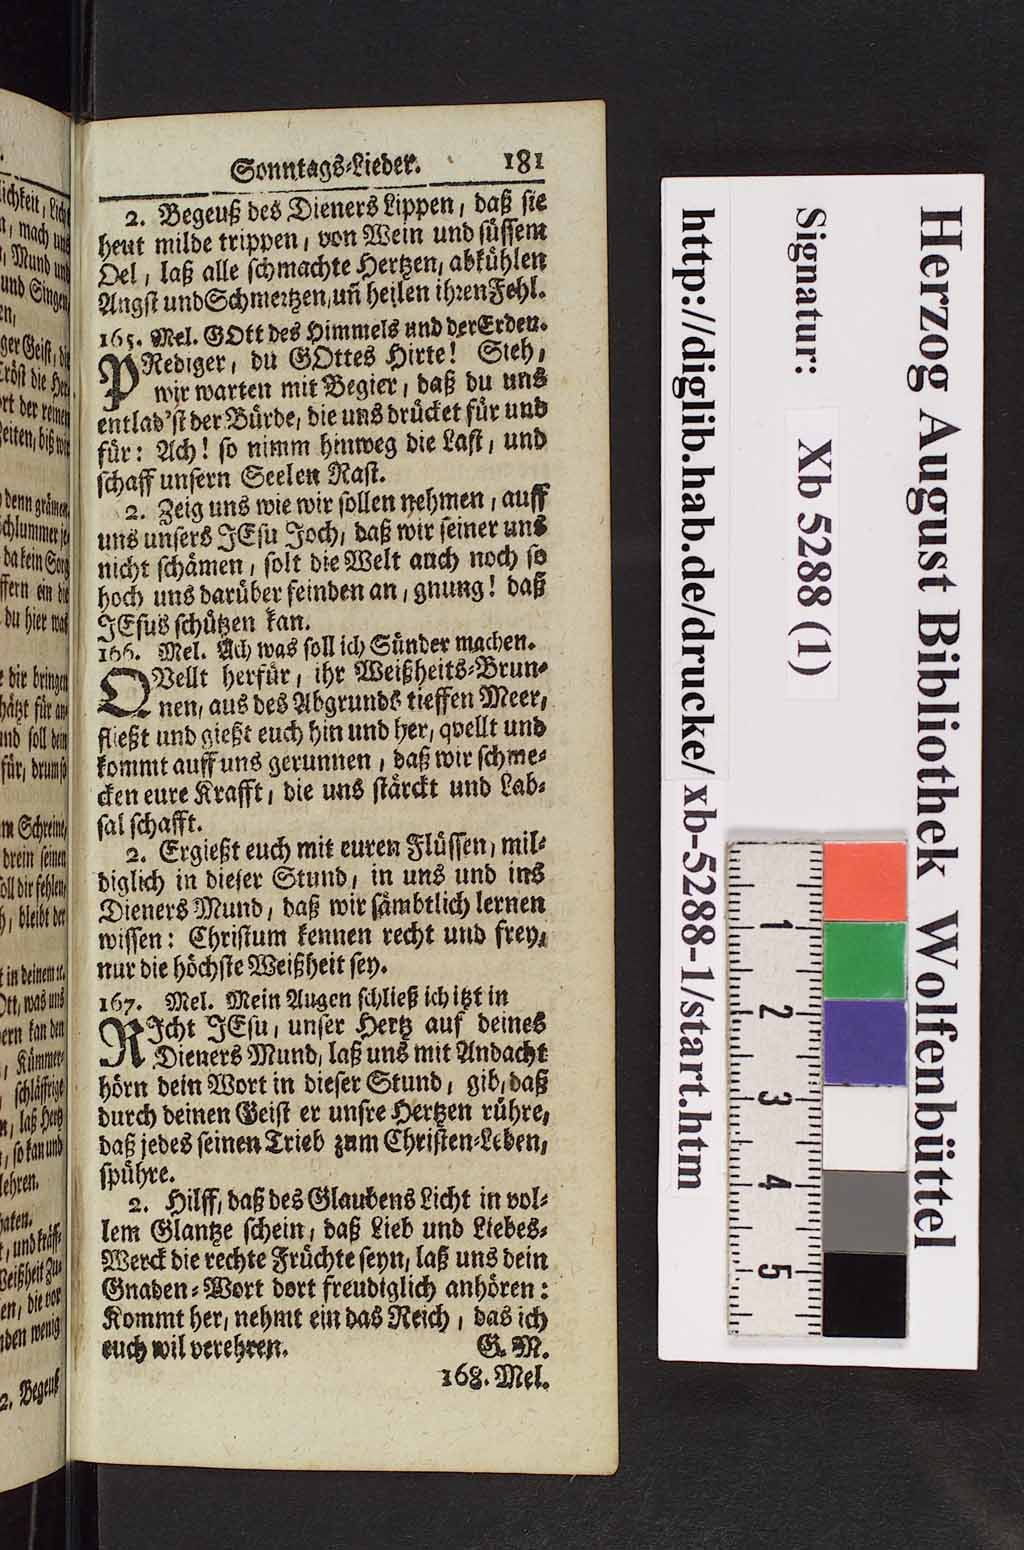 Sonntags-Lieder. 181
2. Begeuß des Dieners Lippen, daß sie
heut milde trippen, von Wein und süssem
Oel, laß alle schmachte Hertzen, abkühlen
Angst und Schmertzen, uñ heilen ihren Fehl.
165. Mel. GOtt des Himmels und der Erden.
PRediger, du GOttes Hirte! Sieh,
wir warten mit Begier, daß du uns
entlad'st der Bürde, die uns drücket für und
für: Ach! so nimm hinweg die Last, und
schaff unsern Seelen Rast.
2. Zeig uns wie wir sollen nehmen, auff
uns unsers JEsu Joch, daß wir seiner uns
nicht schämen, solt die Welt auch noch so
hoch uns darüber feinden an, gnung! daß
JEsus schützen kan.
166. Mel. Ach was soll ich Sünder machen.
QVellt herfür, ihr Weißheits-Brun-
nen, aus des Abgrunds tieffen Meer,
fließt und gießt euch hin und her, qvellt und
kommt auff uns gerunnen, daß wir schme-
cken eure Krafft, die uns stärckt und Lab-
sal schafft.
2. Ergießt euch mit euren Flüssen, mil-
diglich in dieser Stund, in uns und ins
Dieners Mund, daß wir sämbtlich lernen
wissen: Christum kennen recht und frey,
nur die höchste Weißheit sey.
167. Mel. Mein Augen schließ ich itzt in
RIcht JEsu, unser Hertz auf deines
Dieners Mund, laß uns mit Andacht
hörn dein Wort in dieser Stund, gib, daß
durch deinen Geist er unsre Hertzen rühre,
daß jedes seinen Trieb zum Christen-Leben,
spühre.
2. Hilff, daß des Glaubens Licht in vol-
lem Glantze schein, daß Lieb und Liebes-
Werck die rechte Früchte seyn, laß uns dein
Gnaden-Wort dort freudiglich anhören:
Kommt her, nehmt ein das Reich, das ich
euch wil verehren. G. M.
168. Mel.
Herzog August Bibliothek Wolfenbüttel
Signatur: Xb 5288 (1)
http://diglib.hab.de/drucke/xb-5288-1/start.htm
1
2
3
4
5